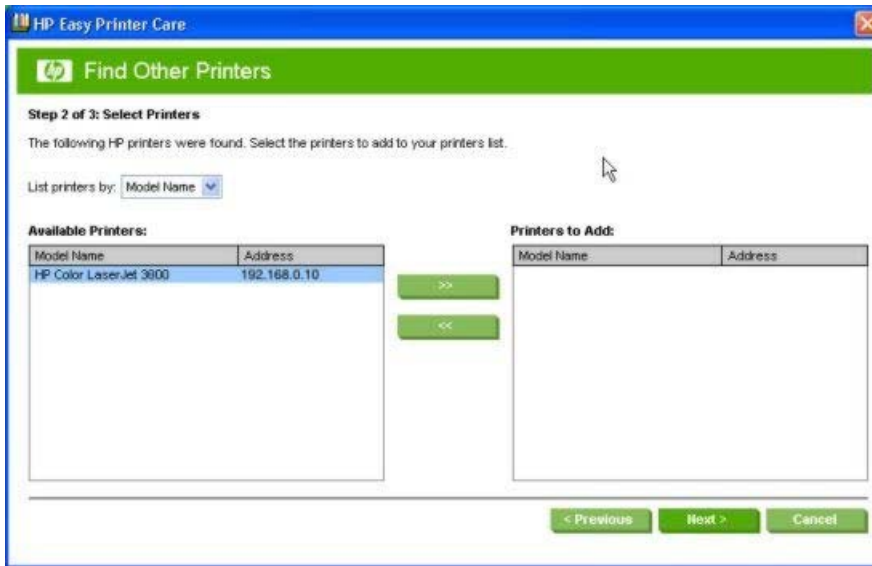 HP Easy Printer Care
hp Find Other Printers
Step 2 of 3: Select Printers
The following HP printers were found. Select the printers to add to your printers list.
List printers by: Model Name
Available Printers:
Printers to Add:
Model Name Address
Model Name Address
HP Color LaserJet 3600 192.168.0.10
>>
<<
< Previous Next > Cancel